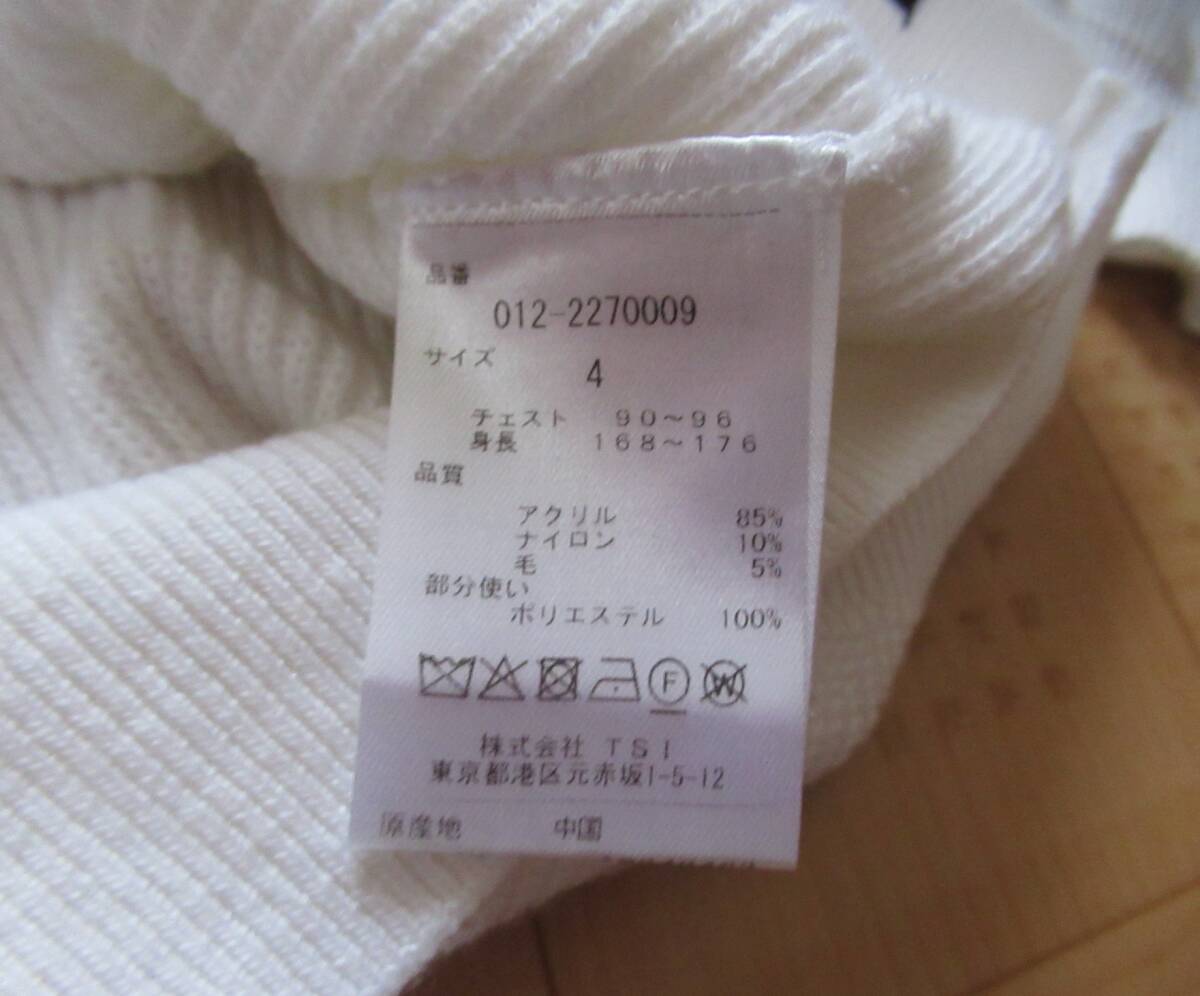 品番
012-2270009
サイズ
4
チェスト 90~96
身長 168~176
品質
アクリル 85%
ナイロン 10%
毛 5%
部分使い
ポリエステル 100%
F W
株式会社 TSI
東京都港区元赤坂1-5-12
原産地 中国